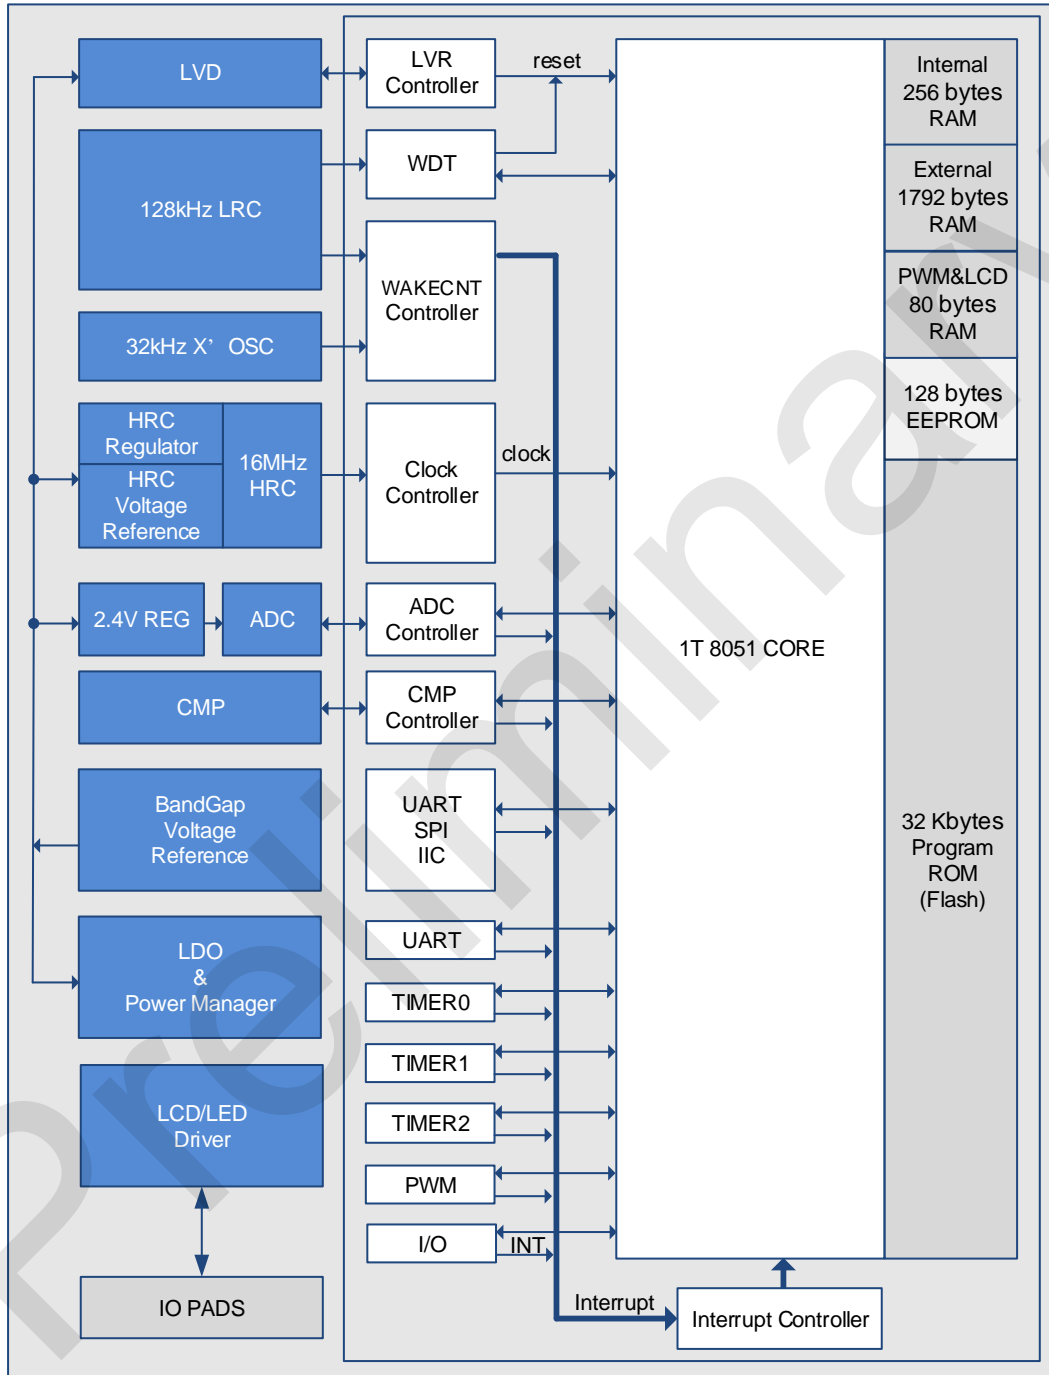 LVD
LVR
Controller
reset
Internal
256 bytes
RAM
128kHz LRC
WDT
External
1792 bytes
RAM
WAKECNT
Controller
PWM&LCD
80 bytes
RAM
32kHz X’ OSC
128 bytes
EEPROM
HRC
Regulator
HRC
Voltage
Reference
16MHz
HRC
Clock
Controller
clock
2.4V REG
ADC
ADC
Controller
1T 8051 CORE
CMP
CMP
Controller
BandGap
Voltage
Reference
UART
SPI
IIC
32 Kbytes
Program
ROM
(Flash)
UART
LDO
&
Power Manager
TIMER0
TIMER1
LCD/LED
Driver
TIMER2
PWM
I/O
INT
IO PADS
Interrupt
Interrupt Controller
Preliminary